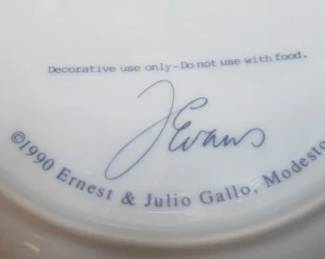 Decorative use only-Do not use with food.
J Evans
©1990 Ernest & Julio Gallo, Modesto